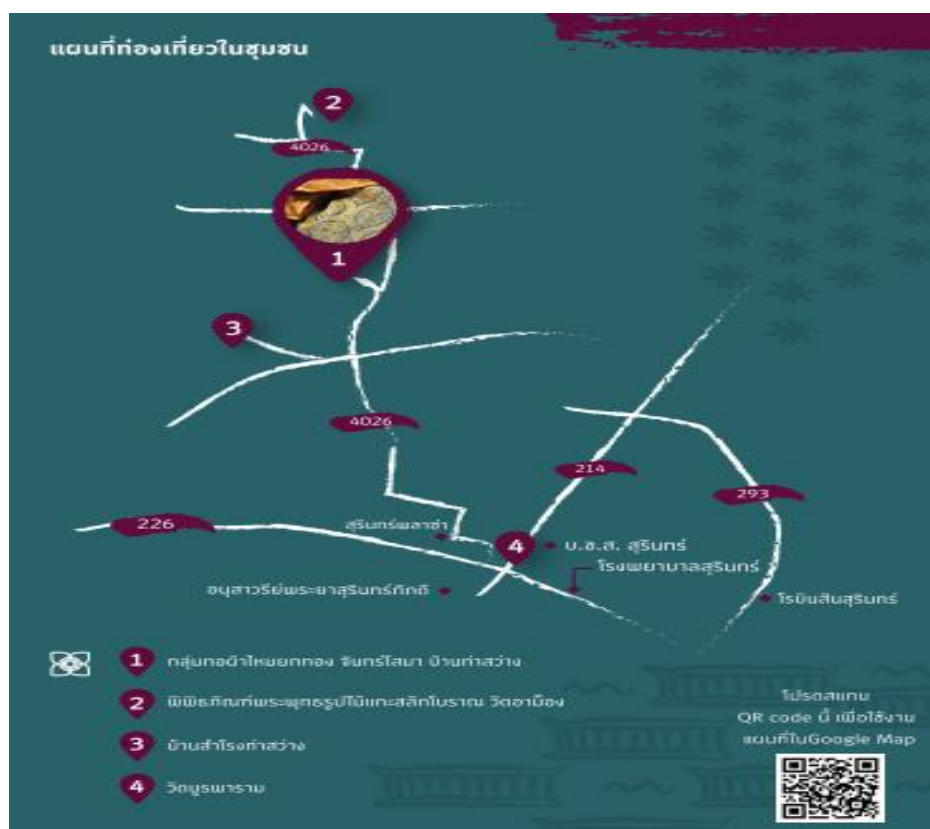 แผนที่ท่องเที่ยวในชุมชน
2
4026
1
3
4026
214
293
226
สุรินทร์พลาซ่า
4
บ.ข.ส. สุรินทร์
โรงพยาบาลสุรินทร์
อนุสาวรีย์พระยาสุรินทร์ภักดี
โรบินสันสุรินทร์
1 กลุ่มทอผ้าไหมยกทอง จันทร์โสมา บ้านท่าสว่าง
2 พิพิธภัณฑ์พระพุทธรูปไม้แกะสลักโบราณ วัดอาม็อง
3 บ้านสำโรงท่าสว่าง
4 วัดบูรพาราม
โปรดสแกน
QR code นี้ เพื่อใช้งาน
แผนที่ในGoogle Map